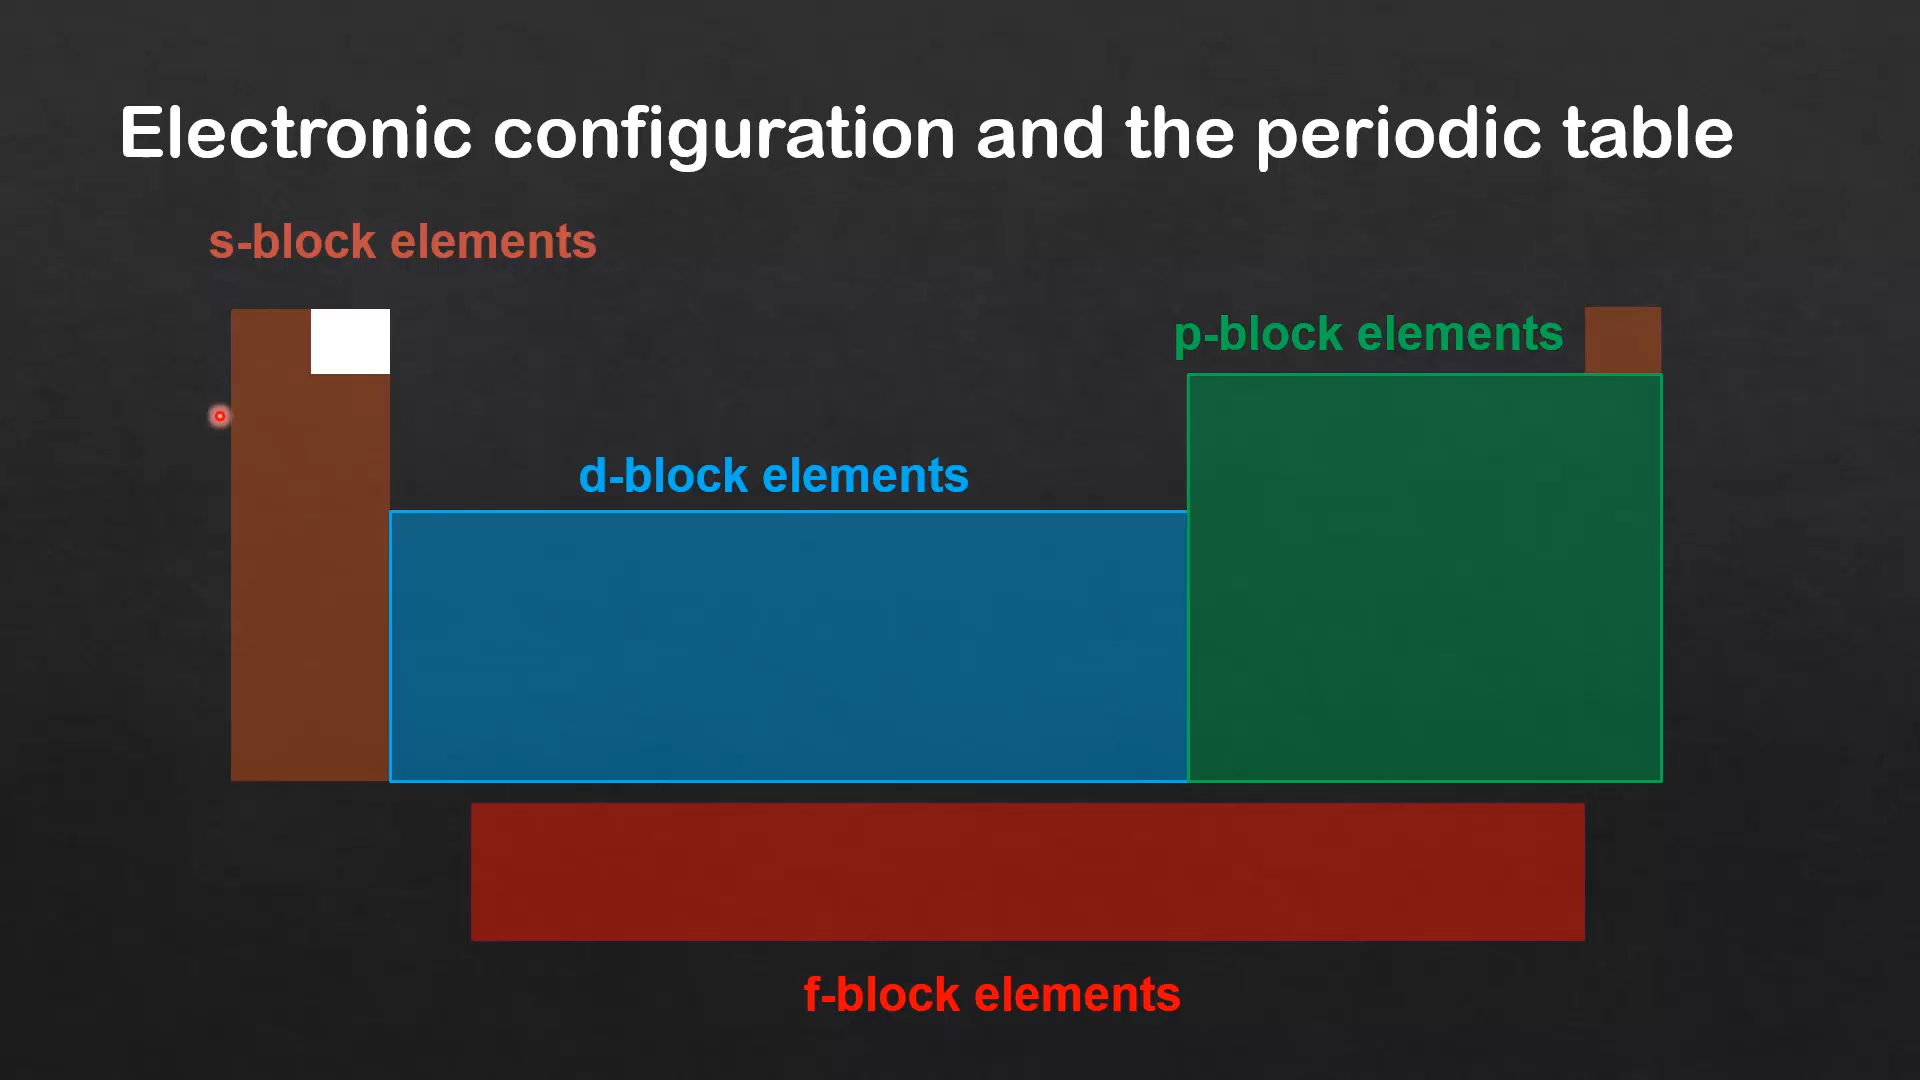 Electronic configuration and the periodic table
s-block elements
p-block elements
d-block elements
f-block elements